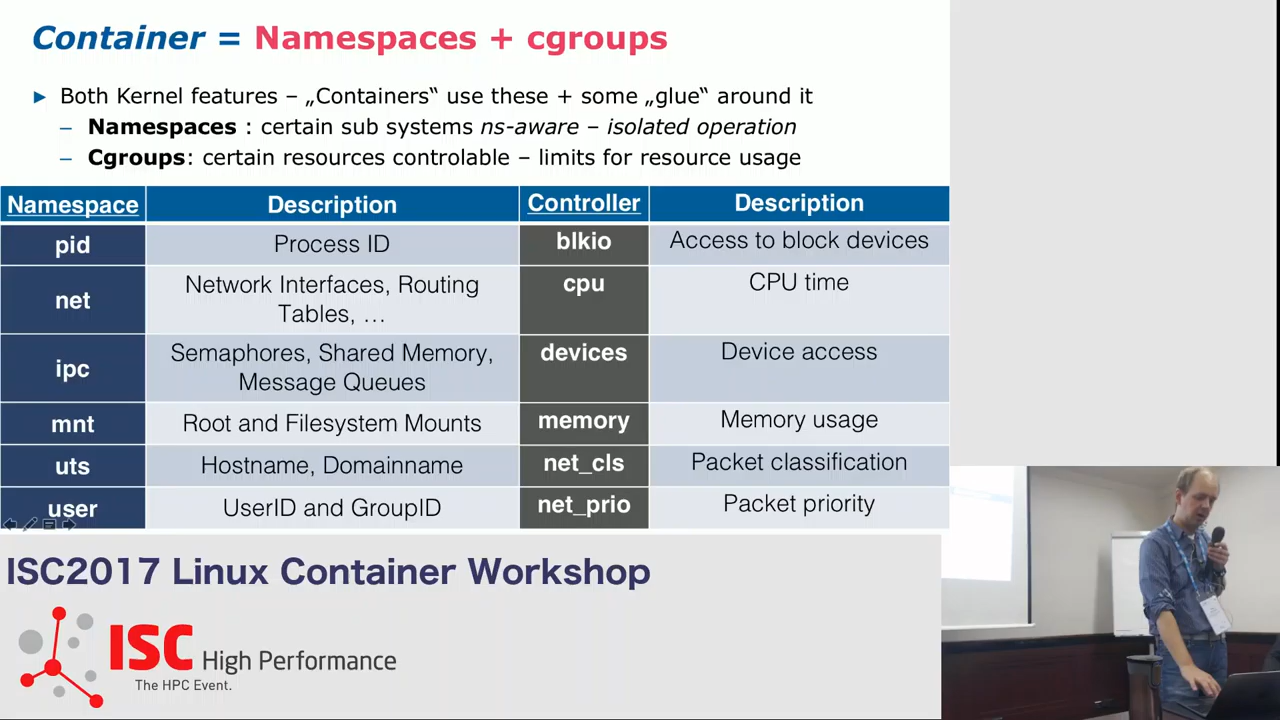 Container = Namespaces + cgroups
► Both Kernel features – „Containers“ use these + some „glue“ around it
– Namespaces : certain sub systems ns-aware – isolated operation
– Cgroups: certain resources controlable – limits for resource usage
Namespace Description Controller Description
pid Process ID blkio Access to block devices
net Network Interfaces, Routing Tables, … cpu CPU time
ipc Semaphores, Shared Memory, Message Queues devices Device access
mnt Root and Filesystem Mounts memory Memory usage
uts Hostname, Domainname net_cls Packet classification
user UserID and GroupID net_prio Packet priority
ISC2017 Linux Container Workshop
ISC High Performance
The HPC Event.